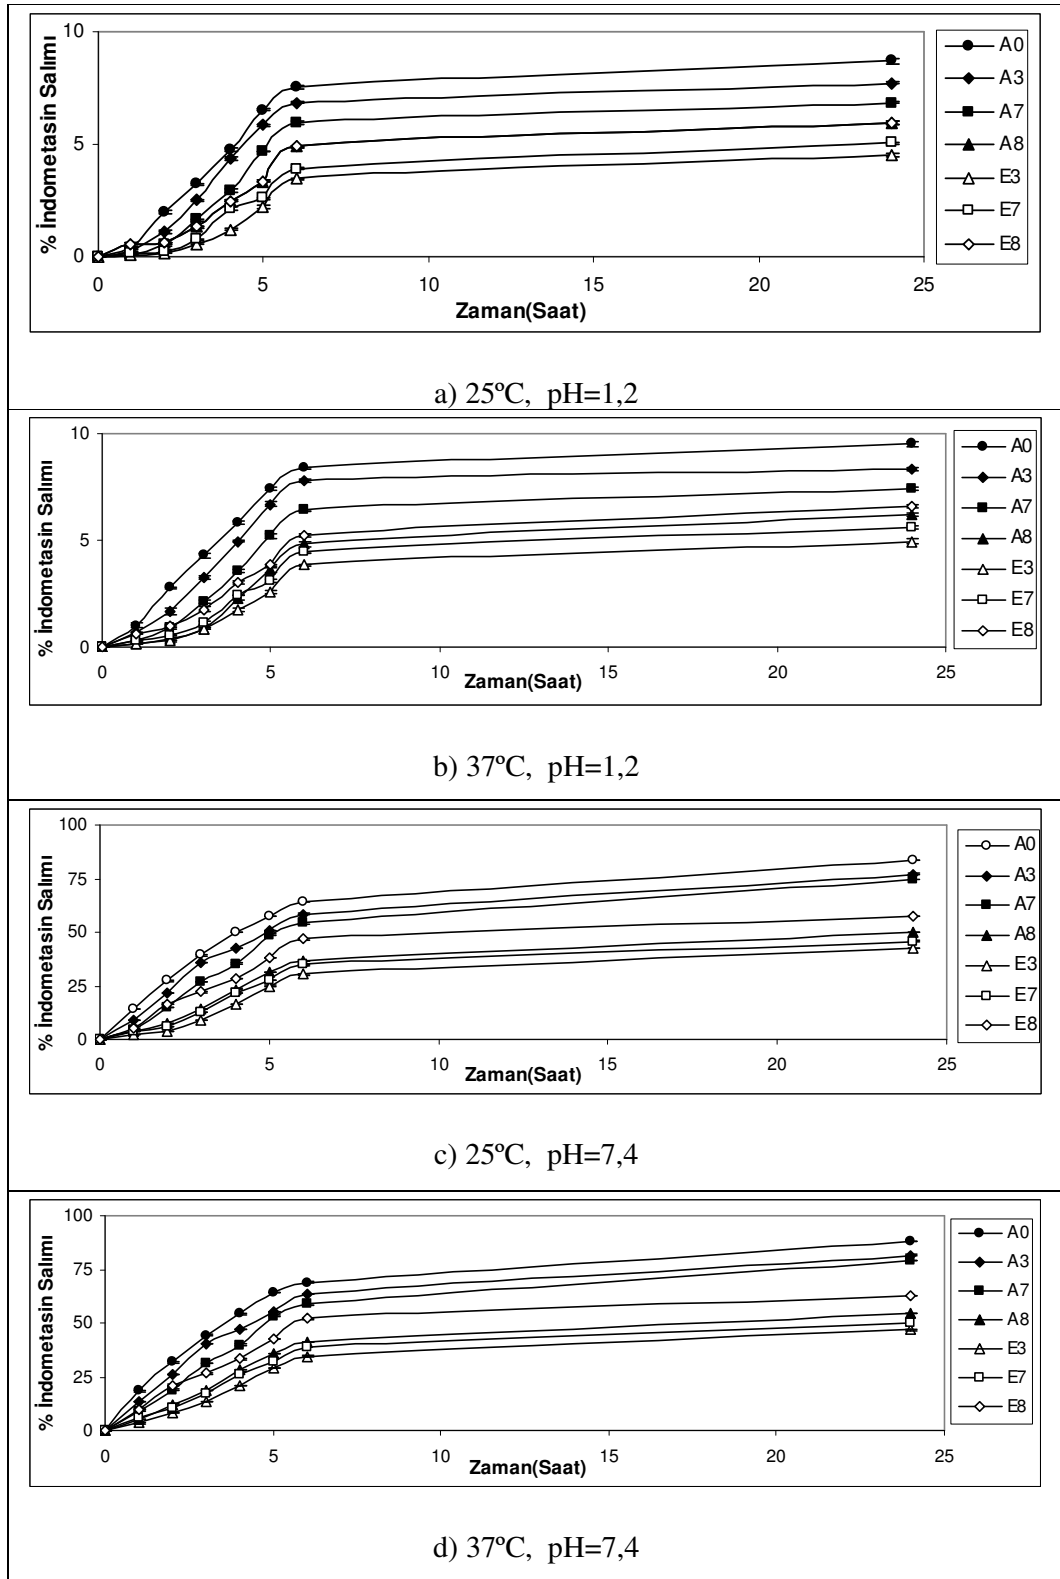 10
5
0
% İndometasin Salımı
0 5 10 15 20 25
Zaman(Saat)
A0
A3
A7
A8
E3
E7
E8
a) 25ºC, pH=1,2
10
5
0
% İndometasin Salımı
0 5 10 15 20 25
Zaman(Saat)
A0
A3
A7
A8
E3
E7
E8
b) 37ºC, pH=1,2
100
75
50
25
0
% İndometasin Salımı
0 5 10 15 20 25
Zaman(Saat)
A0
A3
A7
A8
E3
E7
E8
c) 25ºC, pH=7,4
100
75
50
25
0
% İndometasin Salımı
0 5 10 15 20 25
Zaman(Saat)
A0
A3
A7
A8
E3
E7
E8
d) 37ºC, pH=7,4